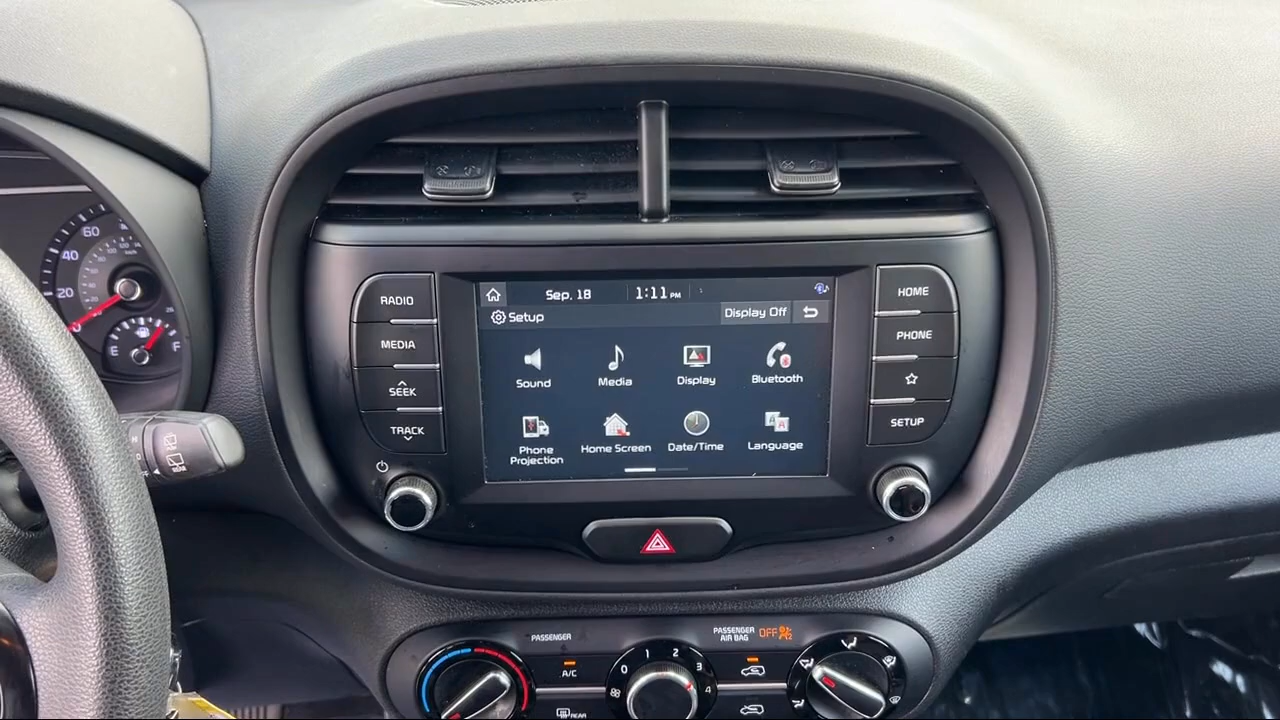 60
40
20
E
F
RADIO
MEDIA
SEEK
TRACK
Sep. 18
1:11 PM
Setup
Display Off
Sound
Media
Display
Bluetooth
Phone
Projection
Home Screen
Date/Time
Language
HOME
PHONE
SETUP
PASSENGER
PASSENGER
AIR BAG
OFF
A/C
0
1
2
3
4
REAR